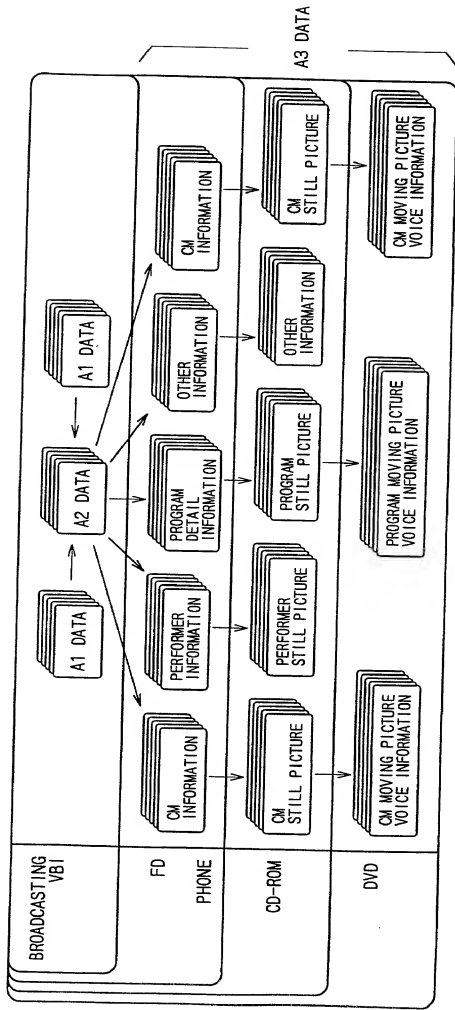 BROADCASTING
VBI
A1 DATA
A2 DATA
A1 DATA
FD
PHONE
CM
INFORMATION
PERFORMER
INFORMATION
PROGRAM
DETAIL
INFORMATION
OTHER
INFORMATION
CM
INFORMATION
CD-ROM
CM
STILL PICTURE
PERFORMER
STILL PICTURE
PROGRAM
STILL PICTURE
OTHER
INFORMATION
CM
STILL PICTURE
DVD
CM MOVING PICTURE
VOICE INFORMATION
PROGRAM MOVING PICTURE
VOICE INFORMATION
CM MOVING PICTURE
VOICE INFORMATION
A3 DATA